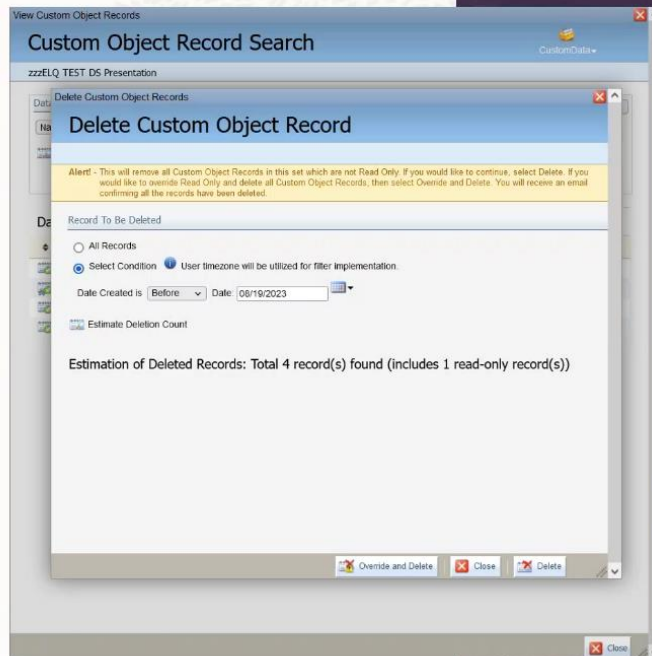 View Custom Object Records
Custom Object Record Search
CustomData
zzzELQ TEST DS Presentation
Data
Na
Delete Custom Object Records
Delete Custom Object Record
Alert! - This will remove all Custom Object Records in this set which are not Read Only. If you would like to continue, select Delete. If you
would like to override Read Only and delete all Custom Object Records, then select Override and Delete. You will receive an email
confirming all the records have been deleted.
Da
Record To Be Deleted
All Records
Select Condition User timezone will be utilized for filter implementation.
Date Created is Before Date: 08/19/2023
Estimate Deletion Count
Estimation of Deleted Records: Total 4 record(s) found (includes 1 read-only record(s))
Override and Delete Close Delete
Close